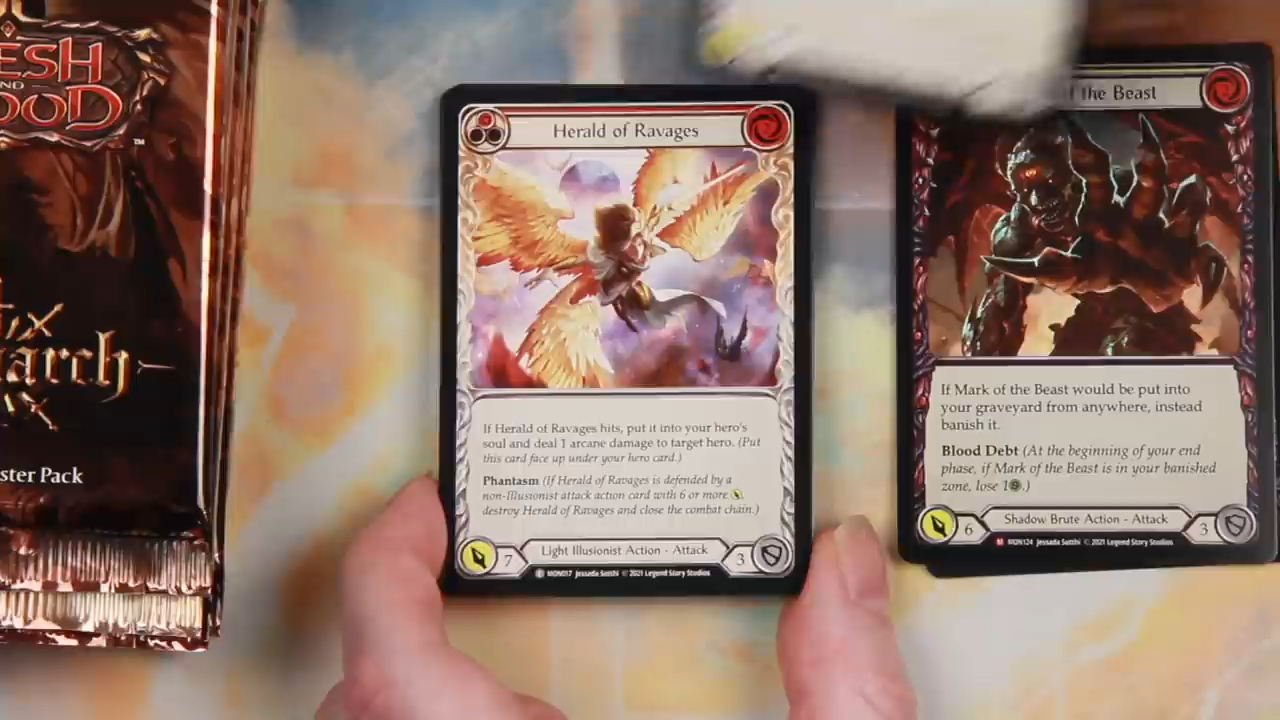 ESH
ND
OOD
TM
arch
ster Pack
Herald of Ravages
If Herald of Ravages hits, put it into your hero's
soul and deal 1 arcane damage to target hero. (Put
this card face up under your hero card.)
Phantasm (If Herald of Ravages is defended by a
non-Illusionist attack action card with 6 or more ,
destroy Herald of Ravages and close the combat chain.)
7 Light Illusionist Action - Attack 3
C MON017 Jessada Sutthi © 2021 Legend Story Studios
f the Beast
If Mark of the Beast would be put into
your graveyard from anywhere, instead
banish it.
Blood Debt (At the beginning of your end
phase, if Mark of the Beast is in your banished
zone, lose 1 .)
6 Shadow Brute Action - Attack 3
M MON124 Jessada Sutthi © 2021 Legend Story Studios